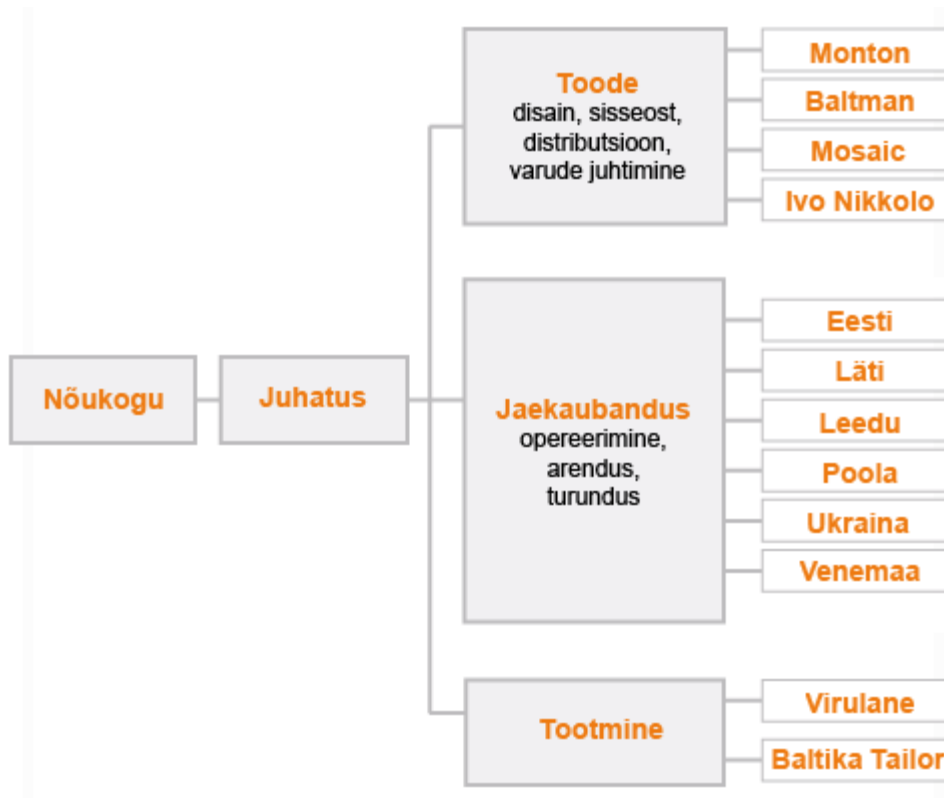 Nõukogu
Juhatus
Toode
disain, sisseost,
distributsioon,
varude juhtimine
Monton
Baltman
Mosaic
Ivo Nikkolo
Jaekaubandus
opereerimine,
arendus,
turundus
Eesti
Läti
Leedu
Poola
Ukraina
Venemaa
Tootmine
Virulane
Baltika Tailor